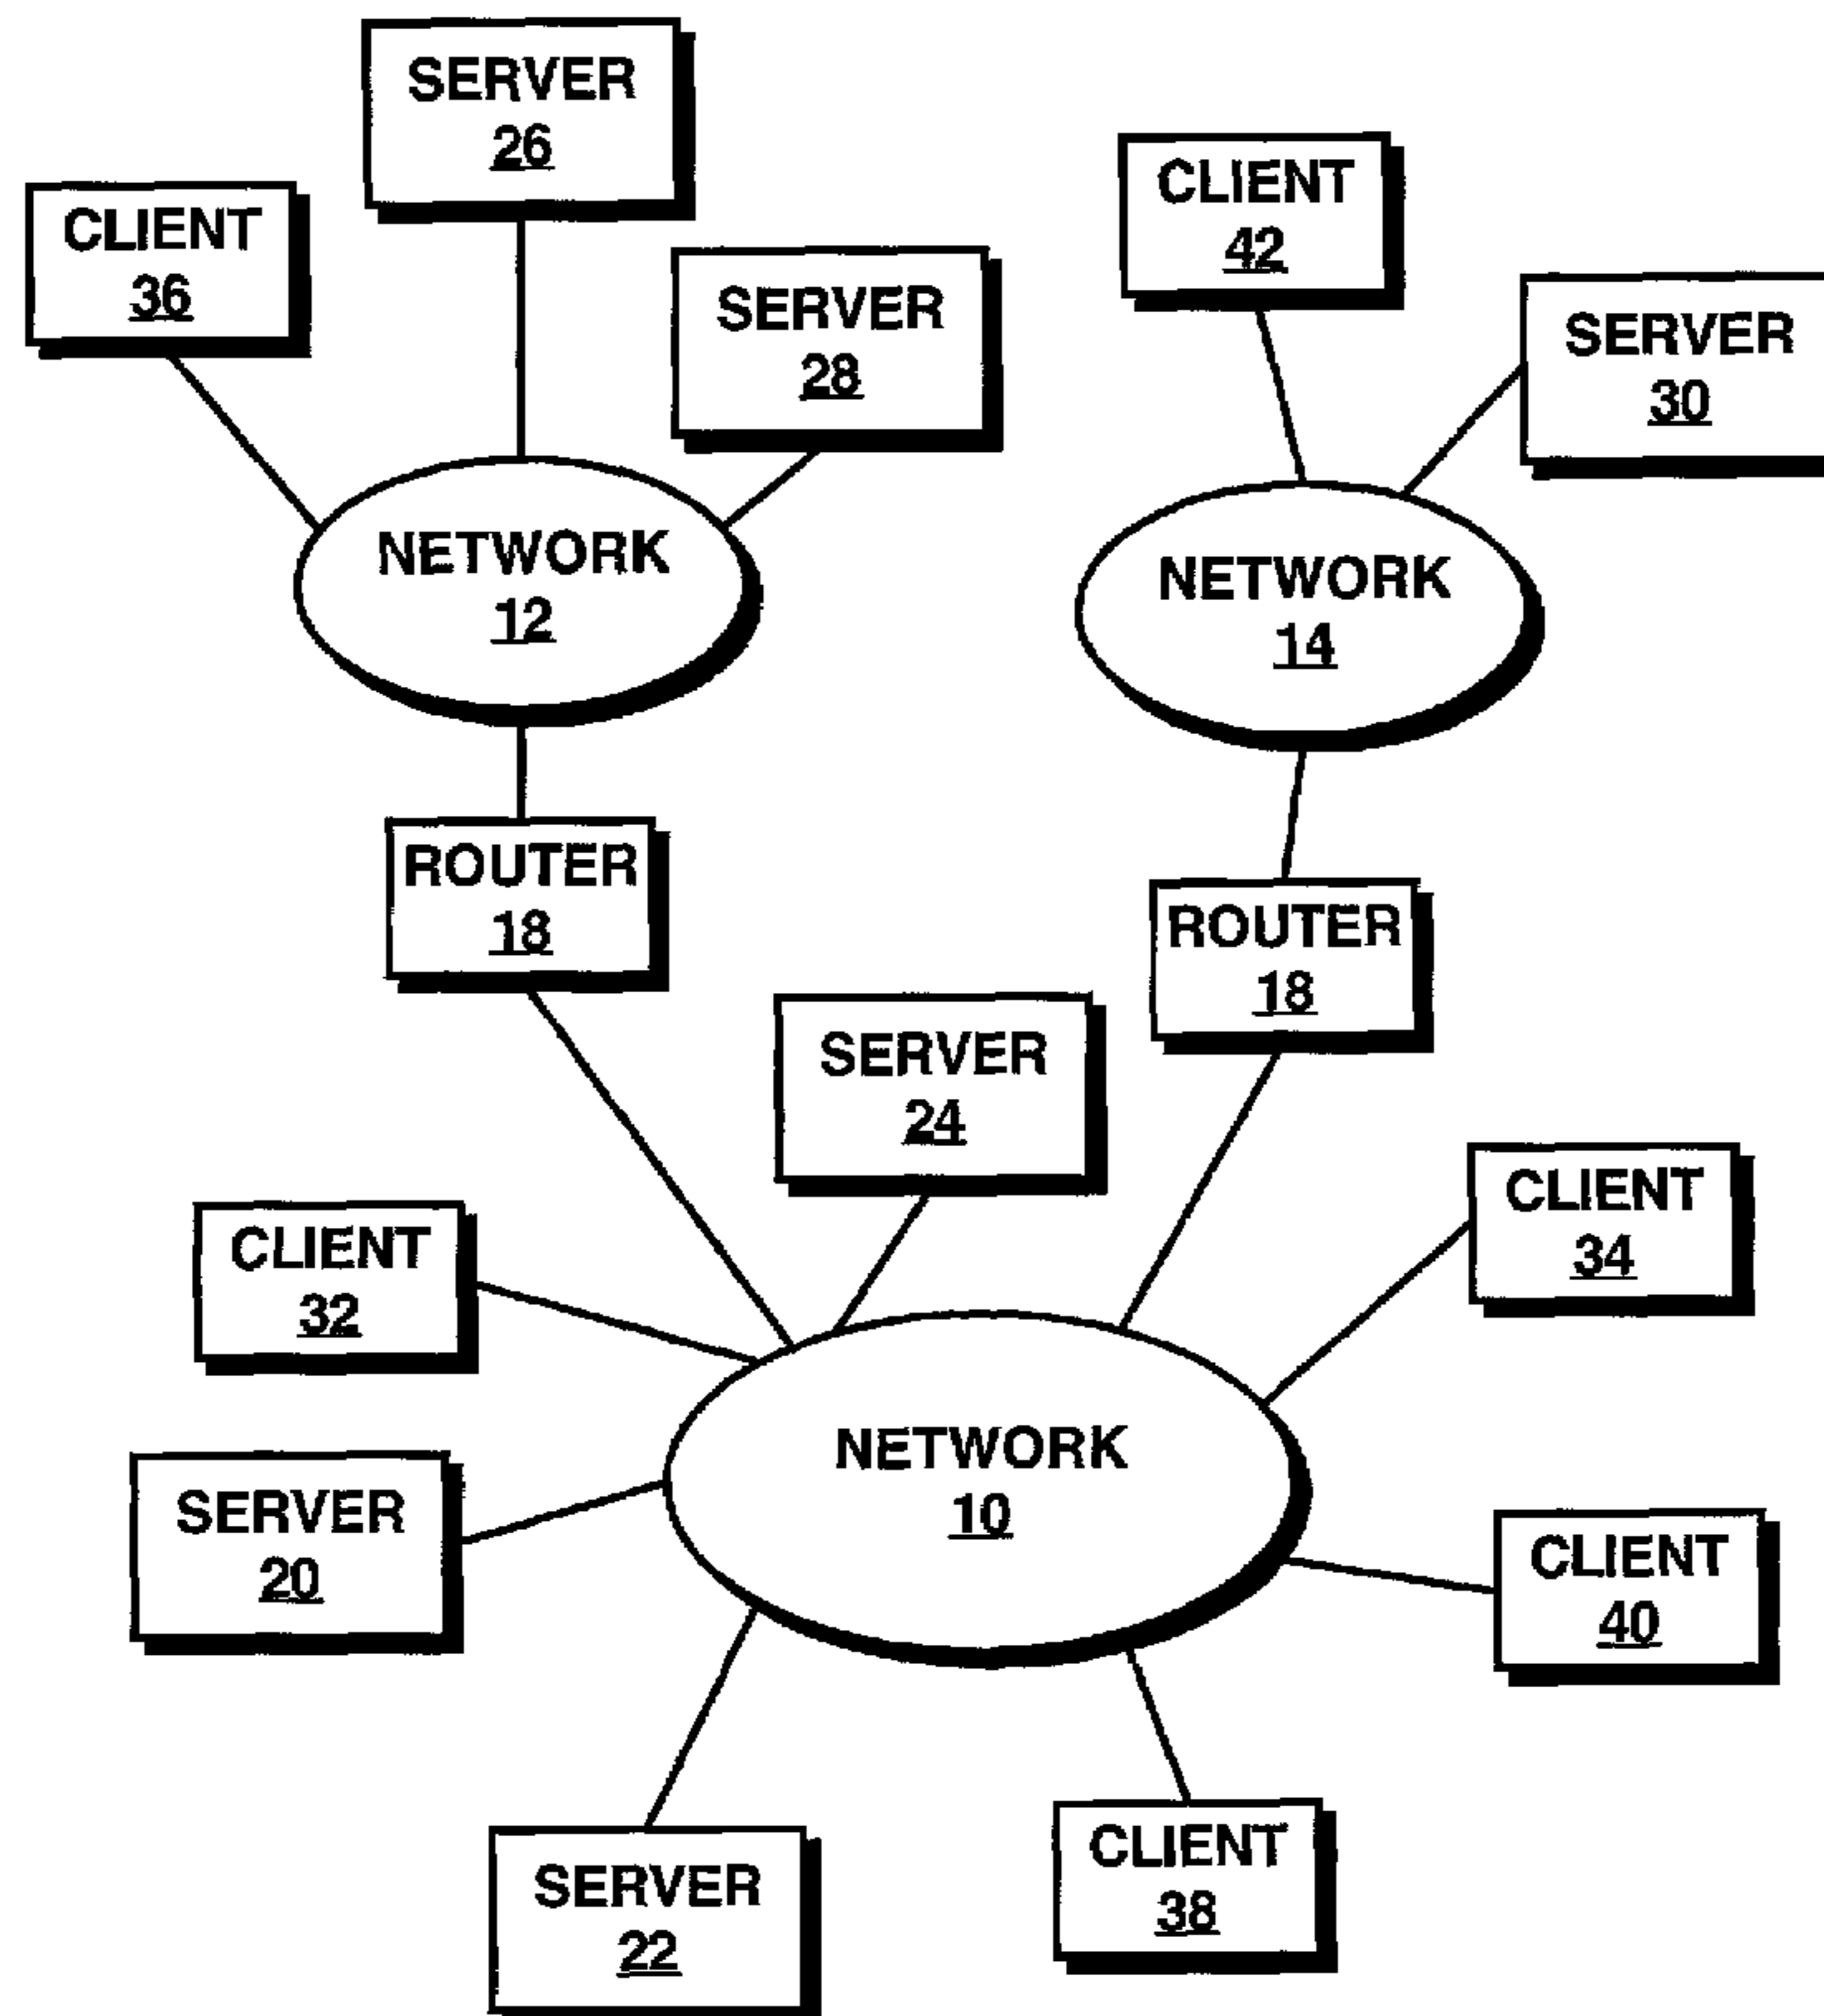 SERVER
26
CLIENT
42
CLIENT
36
SERVER
28
SERVER
30
NETWORK
12
NETWORK
14
ROUTER
18
ROUTER
18
SERVER
24
CLIENT
34
CLIENT
32
NETWORK
10
SERVER
20
CLIENT
40
CLIENT
38
SERVER
22